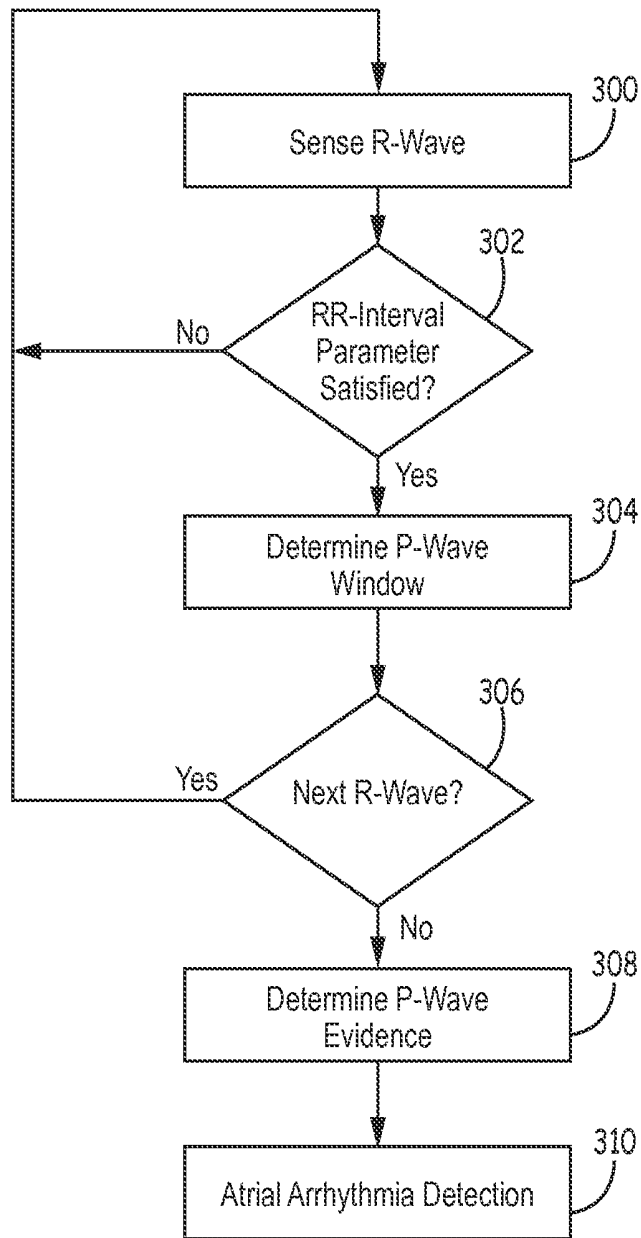 300
Sense R-Wave
302
RR-Interval
Parameter
Satisfied?
No
Yes
304
Determine P-Wave
Window
306
Next R-Wave?
Yes
No
308
Determine P-Wave
Evidence
310
Atrial Arrhythmia Detection